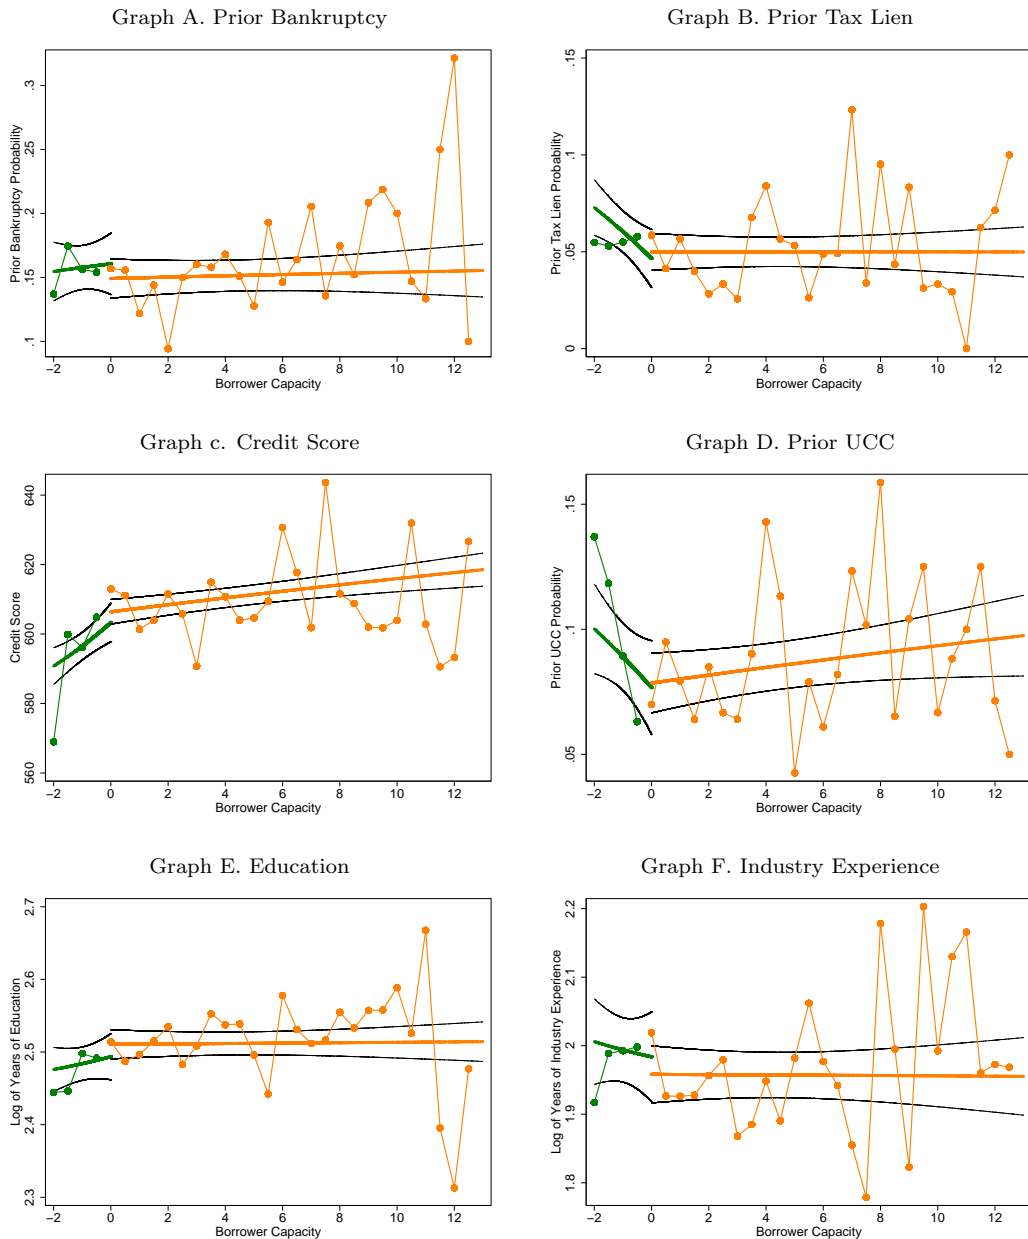 Graph A. Prior Bankruptcy
Prior Bankruptcy Probability
.3
.25
.2
.15
.1
−2 0 2 4 6 8 10 12
Borrower Capacity
Graph B. Prior Tax Lien
Prior Tax Lien Probability
.15
.1
.05
0
−2 0 2 4 6 8 10 12
Borrower Capacity
Graph c. Credit Score
Credit Score
640
620
600
580
560
−2 0 2 4 6 8 10 12
Borrower Capacity
Graph D. Prior UCC
Prior UCC Probability
.15
.1
.05
−2 0 2 4 6 8 10 12
Borrower Capacity
Graph E. Education
Log of Years of Education
2.7
2.6
2.5
2.4
2.3
−2 0 2 4 6 8 10 12
Borrower Capacity
Graph F. Industry Experience
Log of Years of Industry Experience
2.2
2.1
2
1.9
1.8
−2 0 2 4 6 8 10 12
Borrower Capacity